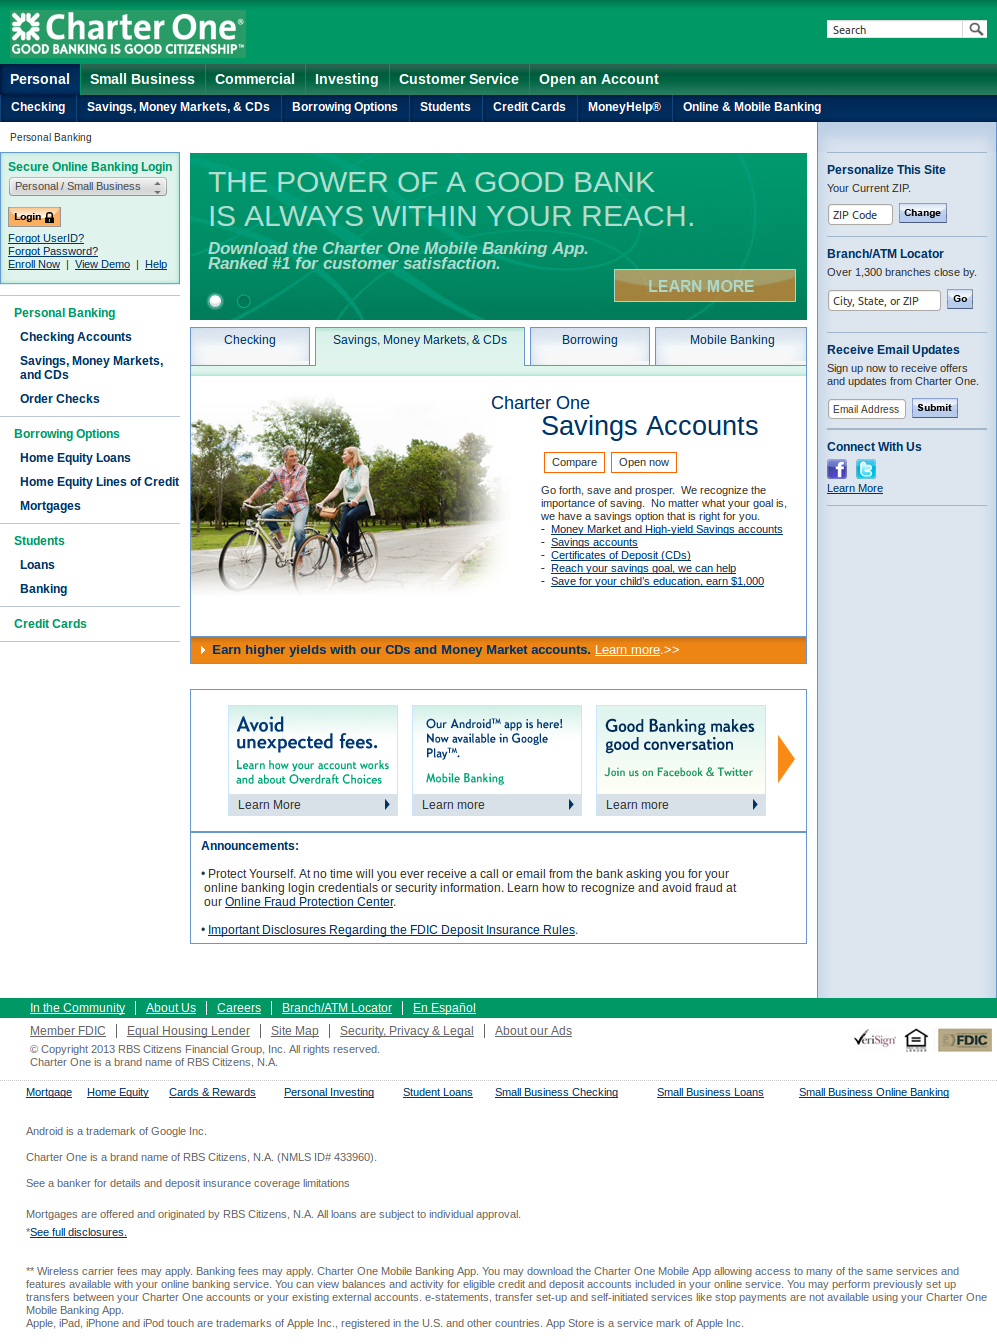 Charter One®
GOOD BANKING IS GOOD CITIZENSHIP™
Search
Personal
Small Business
Commercial
Investing
Customer Service
Open an Account
Checking
Savings, Money Markets, & CDs
Borrowing Options
Students
Credit Cards
MoneyHelp®
Online & Mobile Banking
Personal Banking
Secure Online Banking Login
Personal / Small Business
Login
Forgot UserID?
Forgot Password?
Enroll Now | View Demo | Help
Personal Banking
Checking Accounts
Savings, Money Markets,
and CDs
Order Checks
Borrowing Options
Home Equity Loans
Home Equity Lines of Credit
Mortgages
Students
Loans
Banking
Credit Cards
THE POWER OF A GOOD BANK
IS ALWAYS WITHIN YOUR REACH.
Download the Charter One Mobile Banking App.
Ranked #1 for customer satisfaction.
LEARN MORE
Checking
Savings, Money Markets, & CDs
Borrowing
Mobile Banking
Charter One
Savings Accounts
Compare
Open now
Go forth, save and prosper. We recognize the
importance of saving. No matter what your goal is,
we have a savings option that is right for you.
- Money Market and High-yield Savings accounts
- Savings accounts
- Certificates of Deposit (CDs)
- Reach your savings goal, we can help
- Save for your child's education, earn $1,000
Earn higher yields with our CDs and Money Market accounts. Learn more.>>
Avoid
unexpected fees.
Learn how your account works
and about Overdraft Choices
Learn More
Our Android™ app is here!
Now available in Google
Play™.
Mobile Banking
Learn more
Good Banking makes
good conversation
Join us on Facebook & Twitter
Learn more
Announcements:
• Protect Yourself. At no time will you ever receive a call or email from the bank asking you for your
online banking login credentials or security information. Learn how to recognize and avoid fraud at
our Online Fraud Protection Center.
• Important Disclosures Regarding the FDIC Deposit Insurance Rules.
Personalize This Site
Your Current ZIP.
ZIP Code
Change
Branch/ATM Locator
Over 1,300 branches close by.
City, State, or ZIP
Go
Receive Email Updates
Sign up now to receive offers
and updates from Charter One.
Email Address
Submit
Connect With Us
Learn More
In the Community
About Us
Careers
Branch/ATM Locator
En Español
Member FDIC
Equal Housing Lender
Site Map
Security, Privacy & Legal
About our Ads
© Copyright 2013 RBS Citizens Financial Group, Inc. All rights reserved.
Charter One is a brand name of RBS Citizens, N.A.
VeriSign
FDIC
Mortgage
Home Equity
Cards & Rewards
Personal Investing
Student Loans
Small Business Checking
Small Business Loans
Small Business Online Banking
Android is a trademark of Google Inc.
Charter One is a brand name of RBS Citizens, N.A. (NMLS ID# 433960).
See a banker for details and deposit insurance coverage limitations
Mortgages are offered and originated by RBS Citizens, N.A. All loans are subject to individual approval.
*See full disclosures.
** Wireless carrier fees may apply. Banking fees may apply. Charter One Mobile Banking App. You may download the Charter One Mobile App allowing access to many of the same services and
features available with your online banking service. You can view balances and activity for eligible credit and deposit accounts included in your online service. You may perform previously set up
transfers between your Charter One accounts or your existing external accounts. e-statements, transfer set-up and self-initiated services like stop payments are not available using your Charter One
Mobile Banking App.
Apple, iPad, iPhone and iPod touch are trademarks of Apple Inc., registered in the U.S. and other countries. App Store is a service mark of Apple Inc.